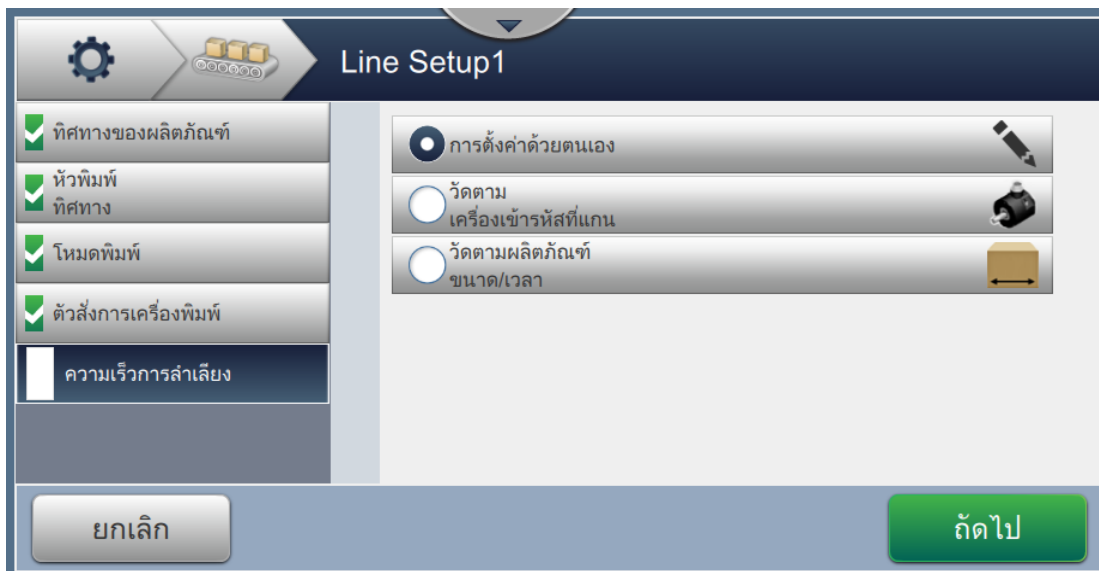 Line Setup1
ทิศทางของผลิตภัณฑ์
หัวพิมพ์
ทิศทาง
โหมดพิมพ์
ตัวสั่งการเครื่องพิมพ์
ความเร็วการลำเลียง
การตั้งค่าด้วยตนเอง
วัดตาม
เครื่องเข้ารหัสที่แกน
วัดตามผลิตภัณฑ์
ขนาด/เวลา
ยกเลิก
ถัดไป